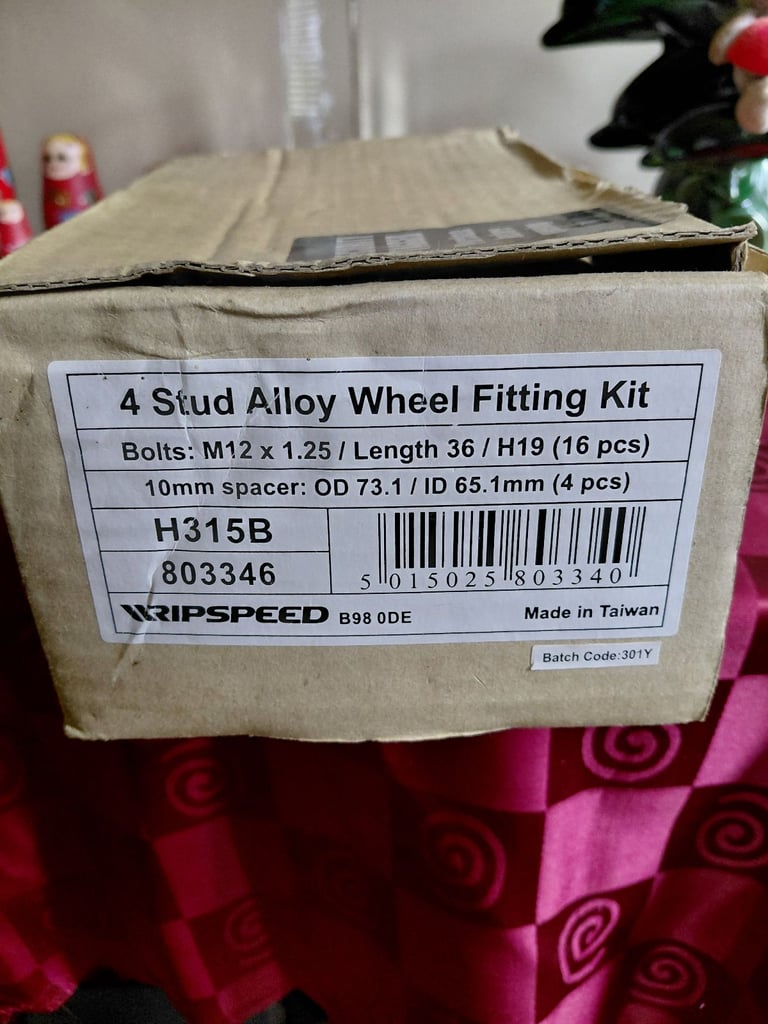 4 Stud Alloy Wheel Fitting Kit
Bolts: M12 x 1.25 / Length 36 / H19 (16 pcs)
10mm spacer: OD 73.1 / ID 65.1mm (4 pcs)
H315B
803346
5 015025 803340
RIPSPEED B98 0DE Made in Taiwan
Batch Code:301Y